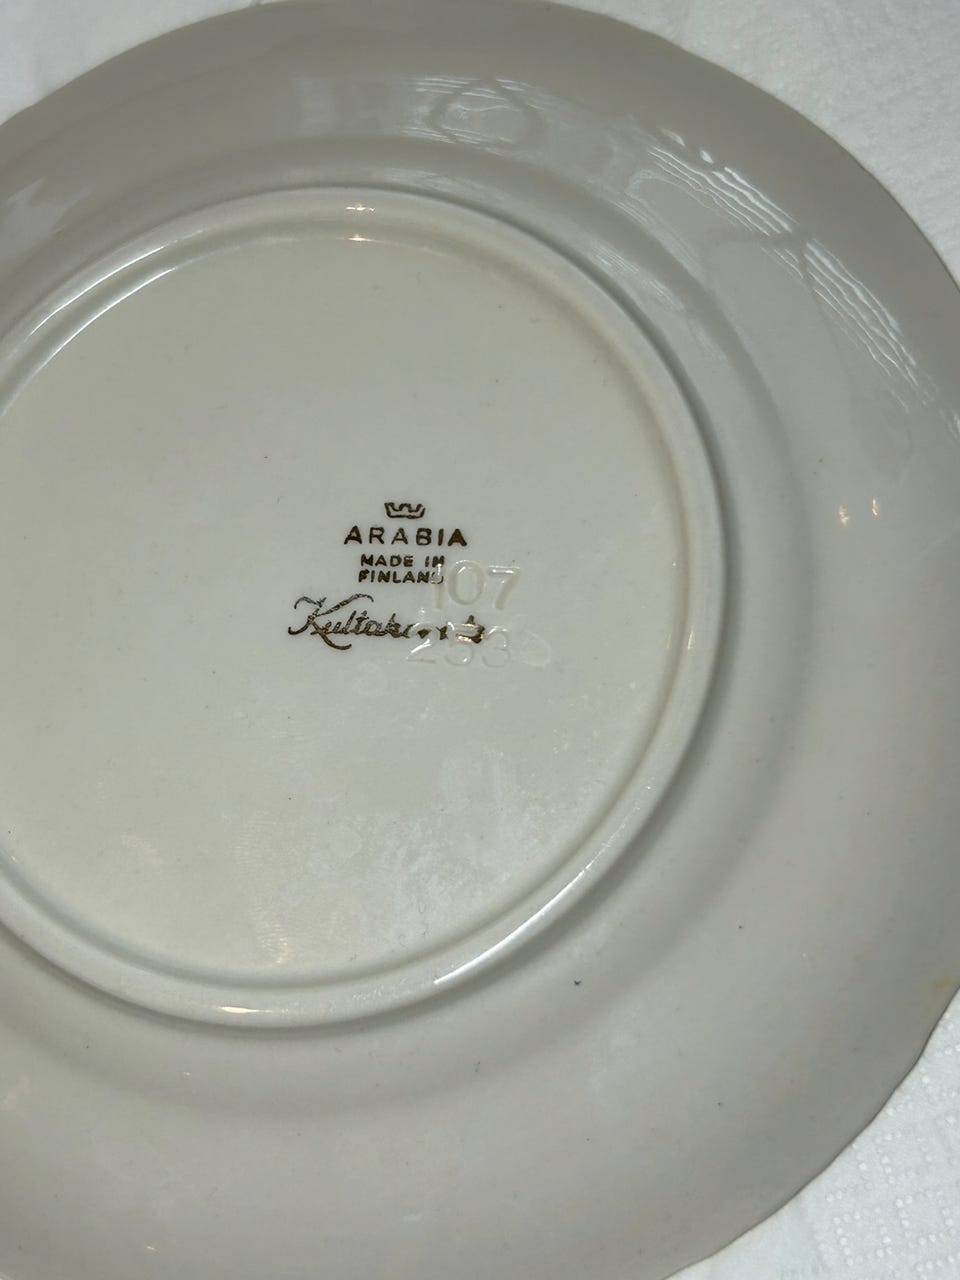 ARABIA
MADE IN
FINLAND
107
253